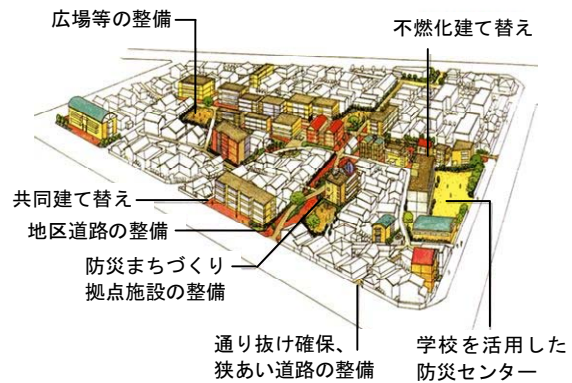 広場等の整備
不燃化建て替え
共同建て替え
地区道路の整備
防災まちづくり
拠点施設の整備
通り抜け確保、
狭あい道路の整備
学校を活用した
防災センター